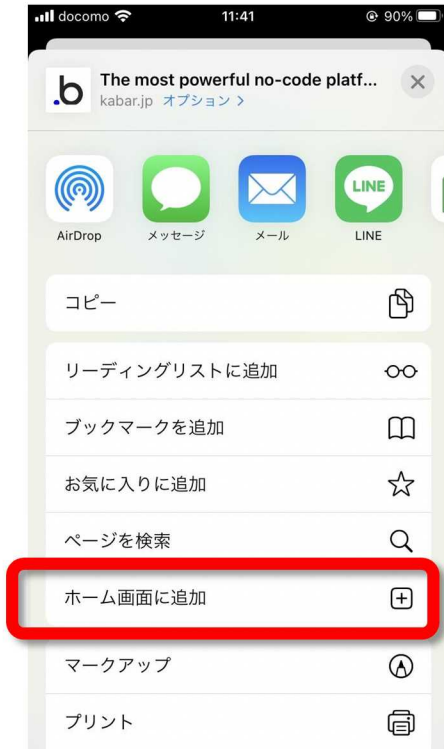 docomo 11:41 90%
.b The most powerful no-code platf...
kabar.jp オプション >
AirDrop メッセージ メール LINE
コピー
リーディングリストに追加
ブックマークを追加
お気に入りに追加
ページを検索
ホーム画面に追加
マークアップ
プリント